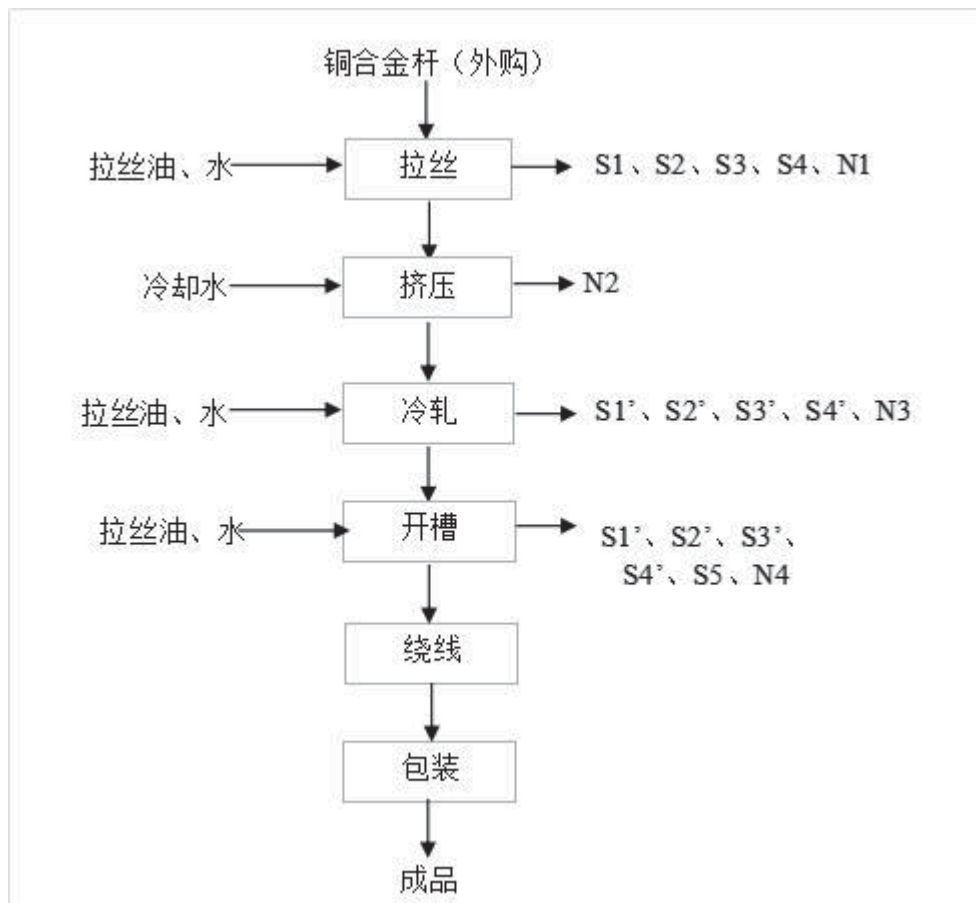 铜合金杆（外购）
拉丝油、水
拉丝
S1、S2、S3、S4、N1
冷却水
挤压
N2
拉丝油、水
冷轧
S1’、S2’、S3’、S4’、N3
拉丝油、水
开槽
S1’、S2’、S3’、
S4’、S5、N4
绕线
包装
成品